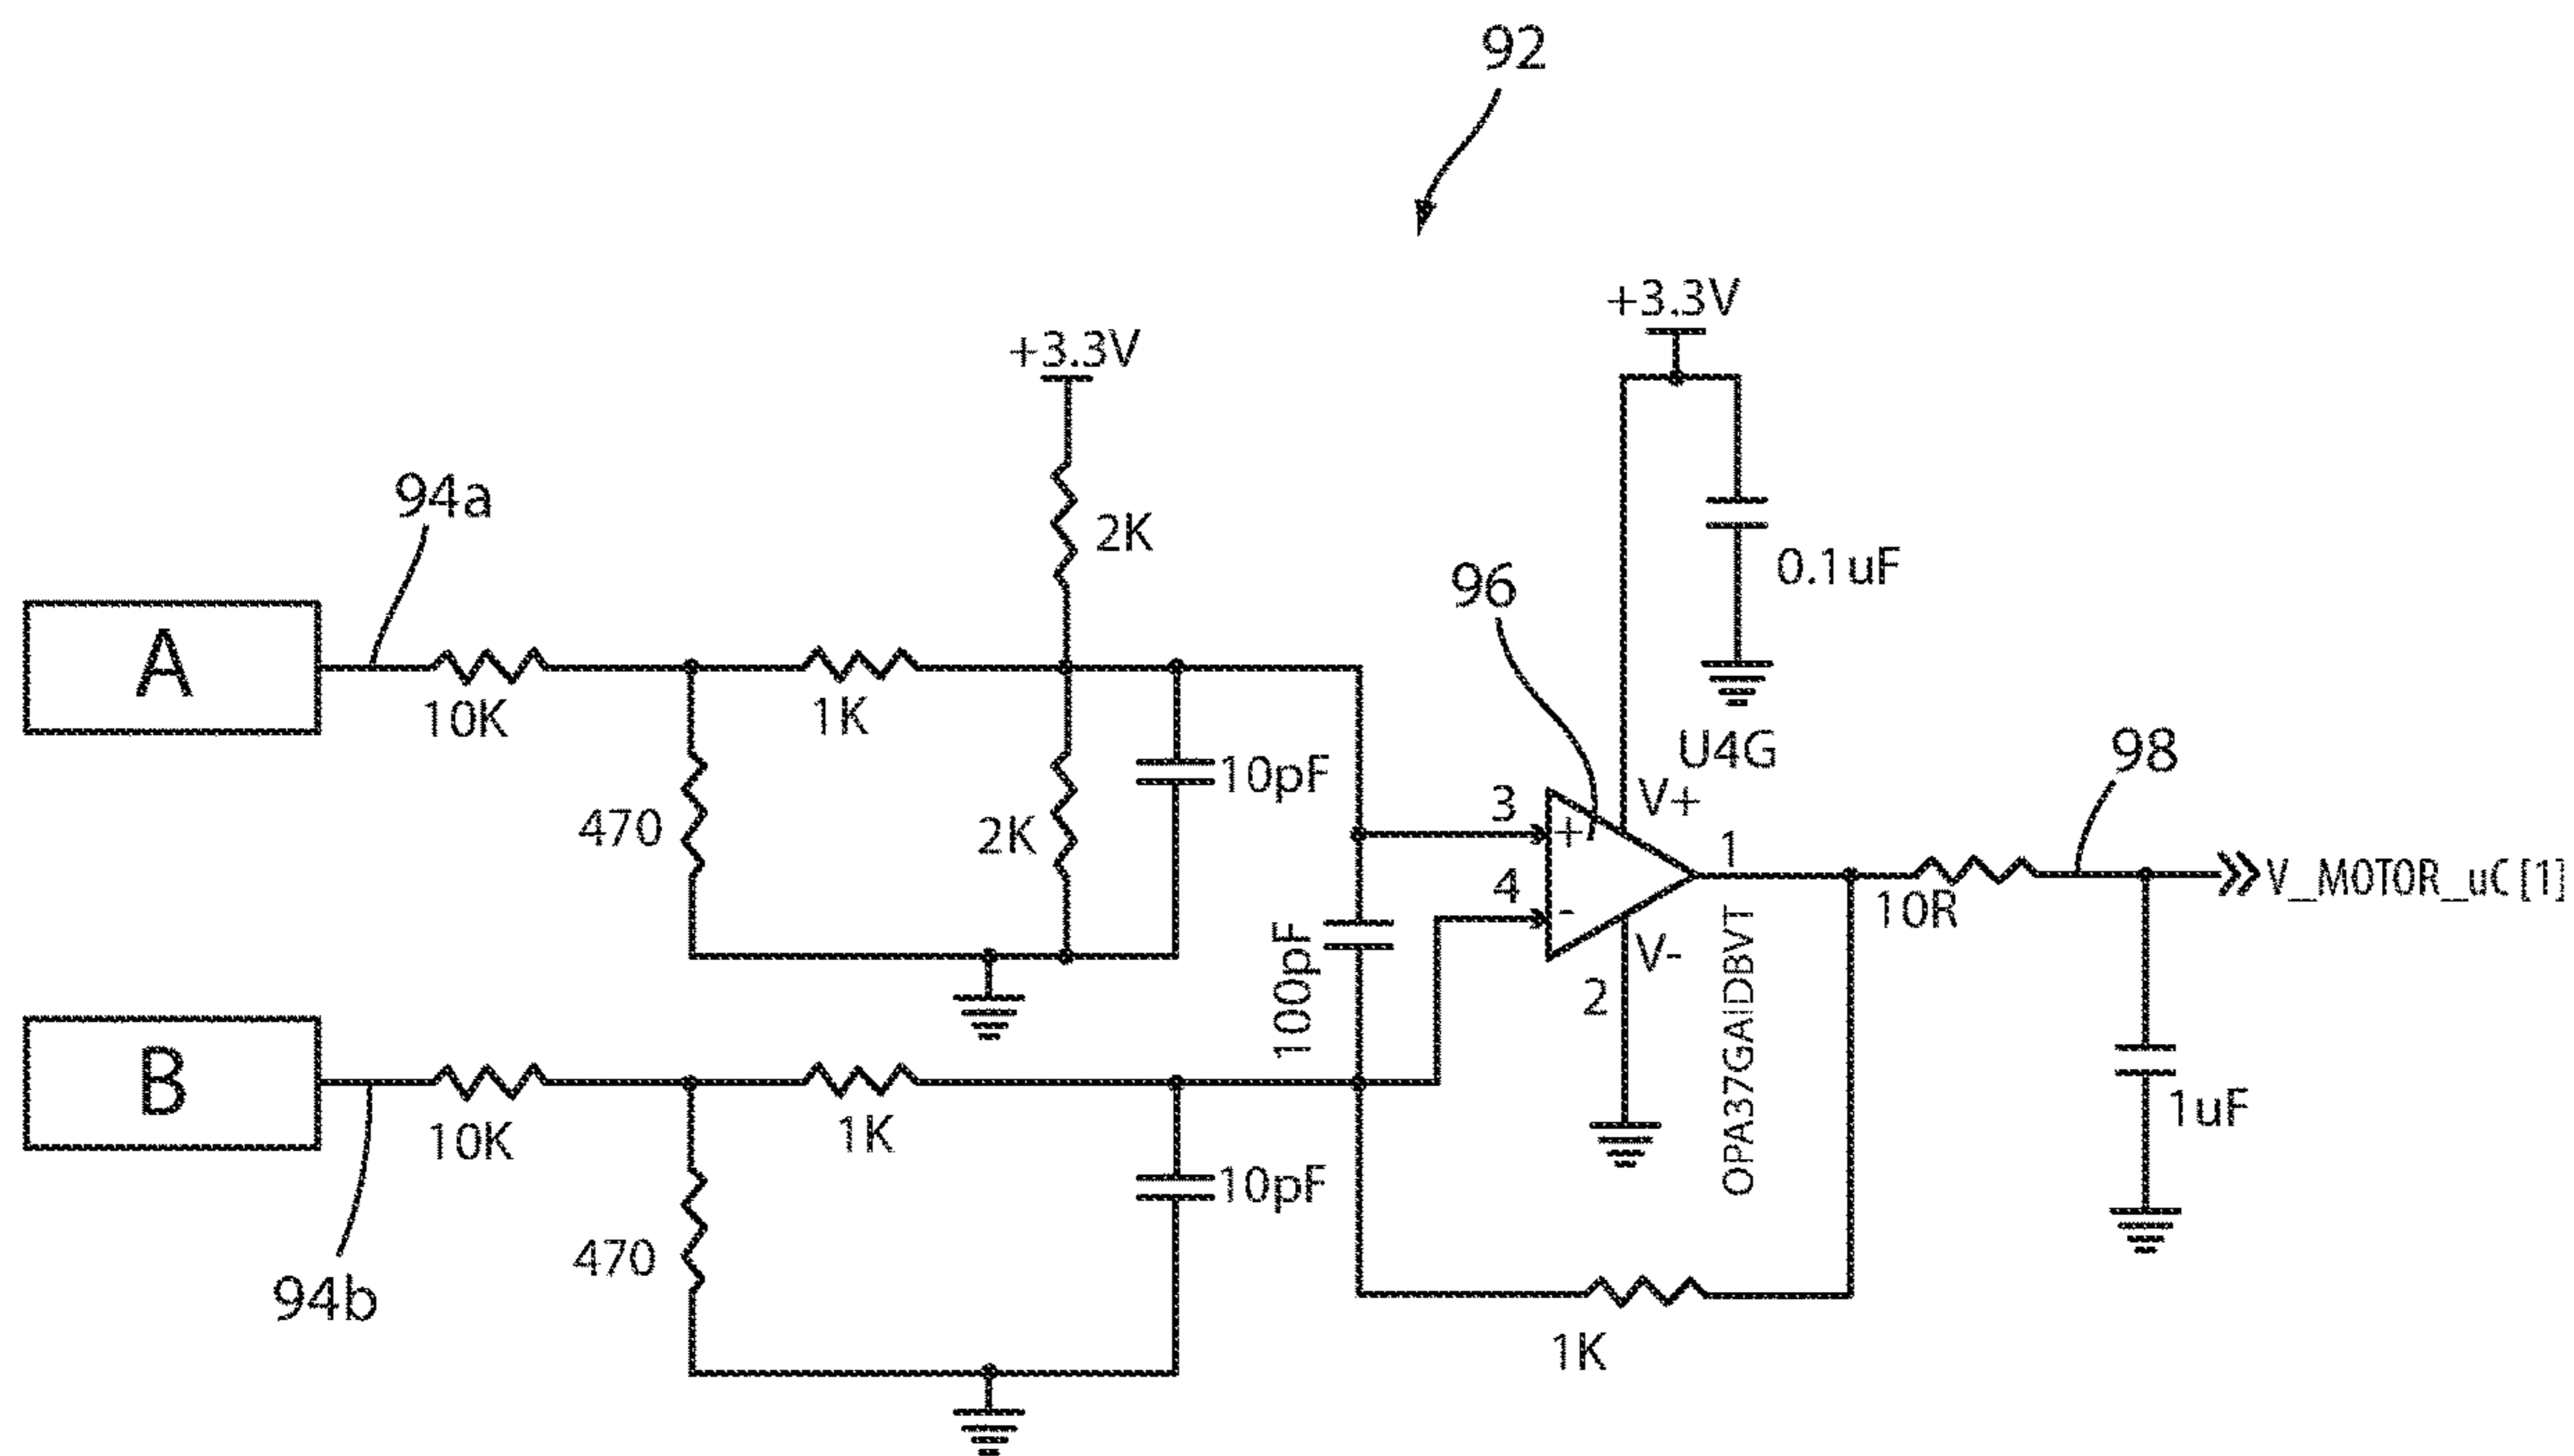 92
+3.3V
+3.3V
94a
2K
0.1uF
96
A
10K
1K
U4G
98
470
2K
10pF
3
+
V+
1
4
-
V-
2
10R
V_MOTOR_uC [1]
100pF
OPA37GAIDBVT
B
10K
1K
10pF
1uF
94b
470
1K